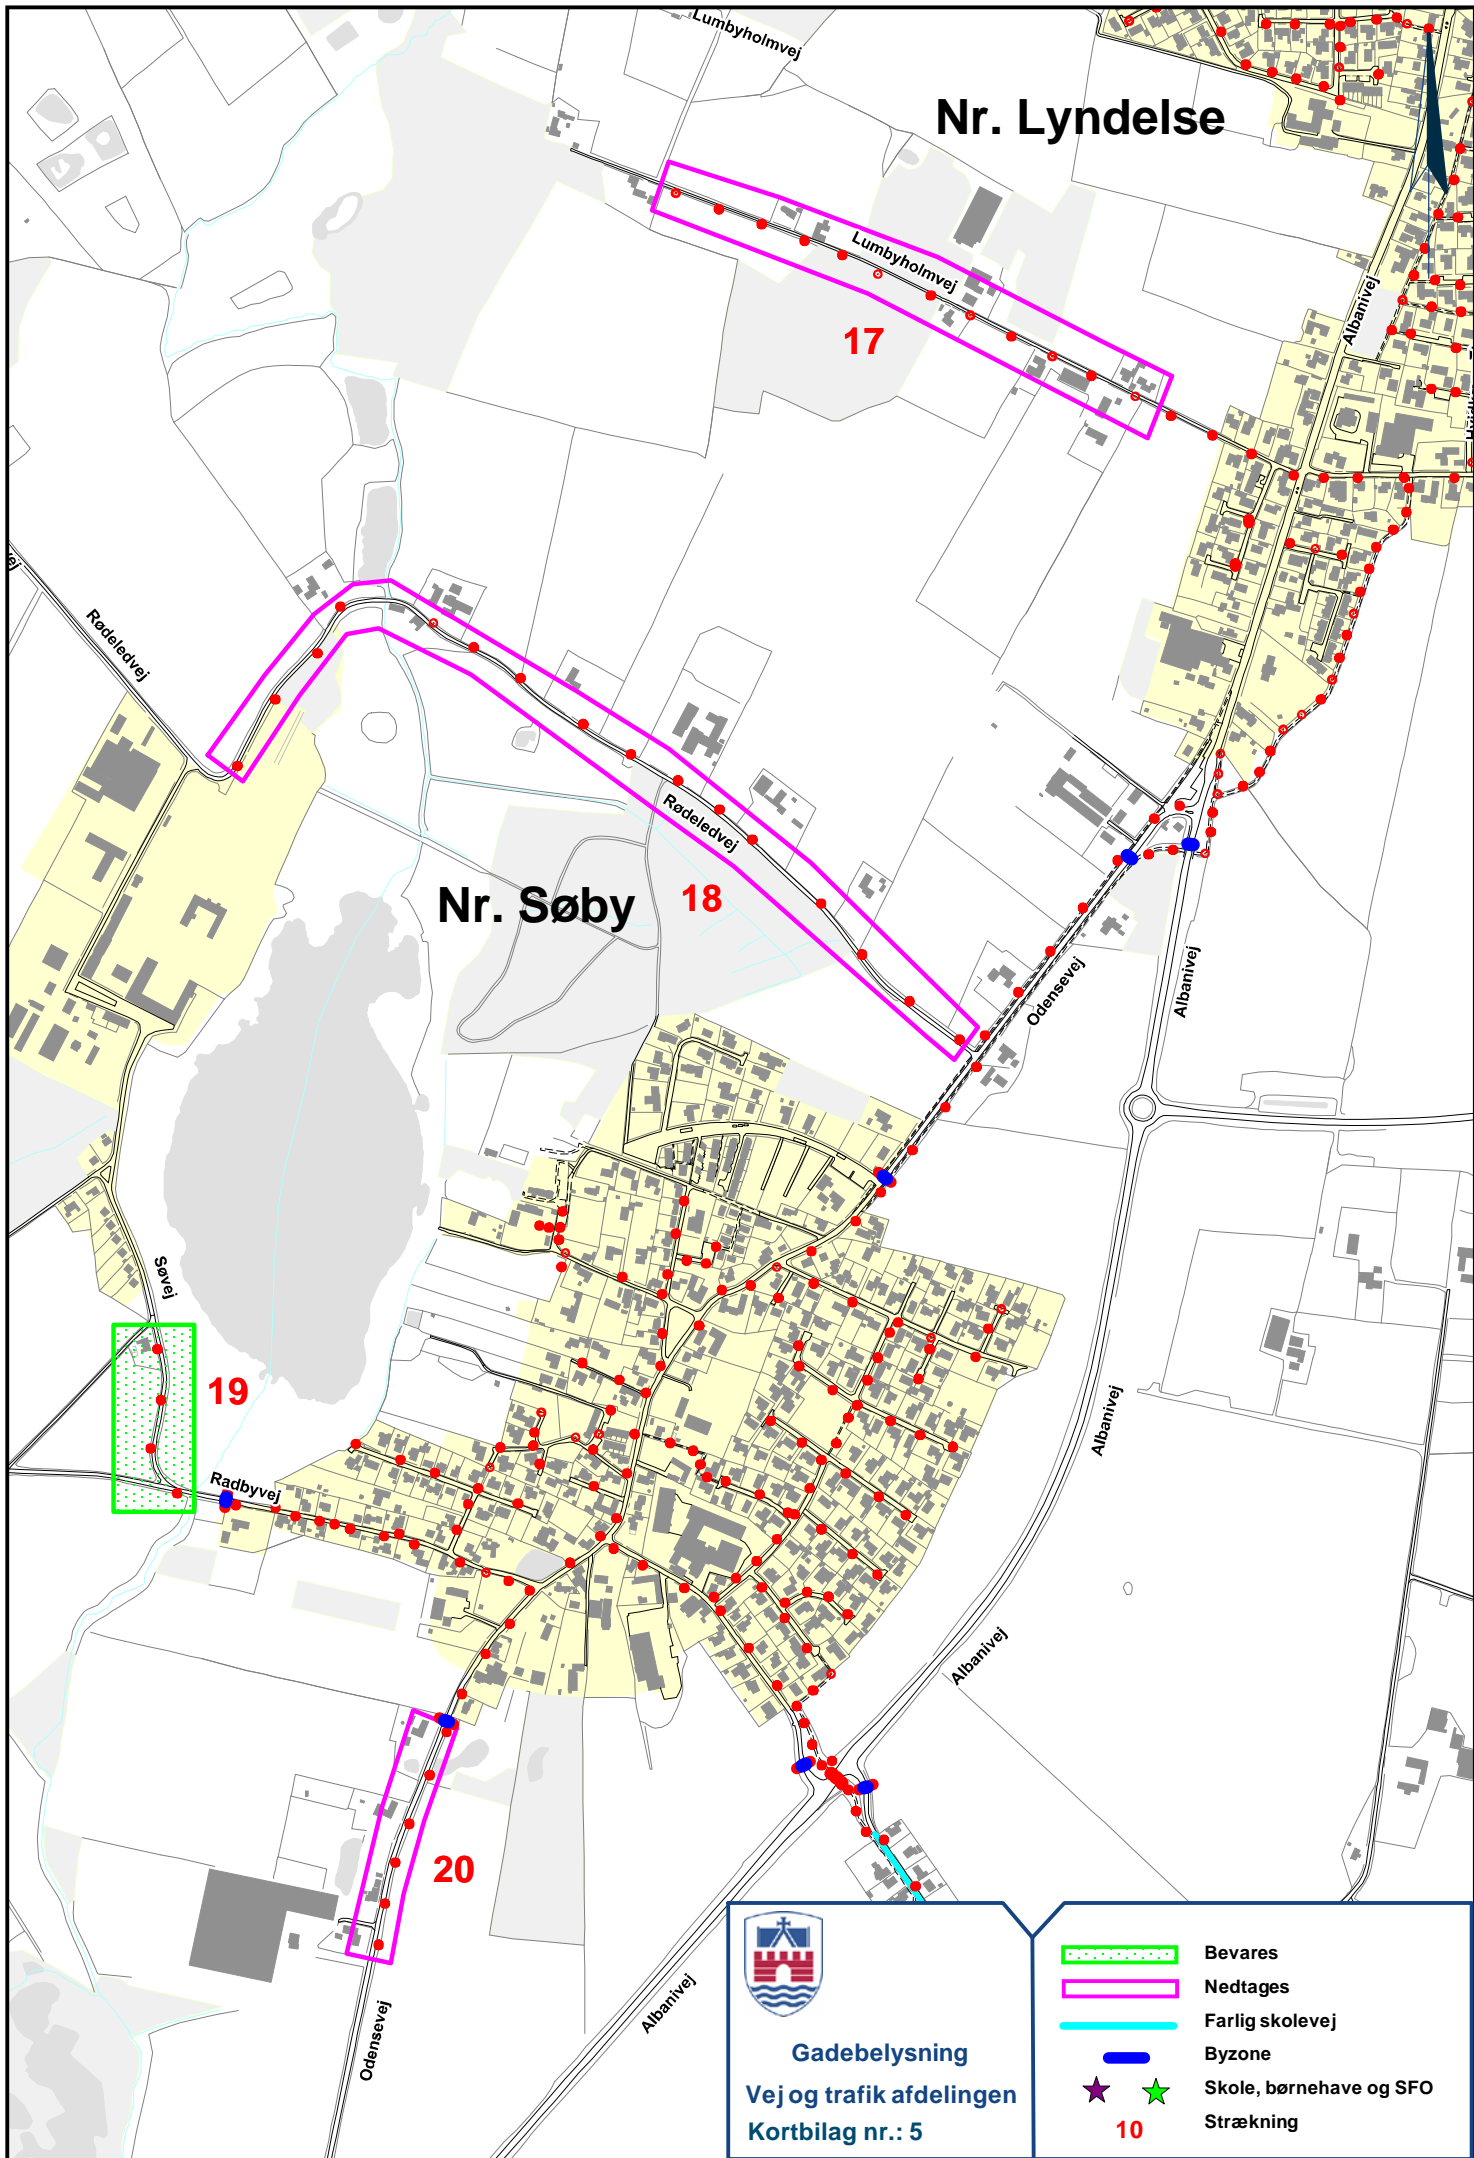 Lumbyholmvej
Nr. Lyndelse
Lumbyholmvej
Albanivej
17
vej
Rødeledvej
Rødeledvej
18
Nr. Søby
Odensevej
Albanivej
Søvej
19
Radbyvej
Albanivej
Albanivej
20
Odensevej
Albanivej
Gadebelysning
Vej og trafik afdelingen
Kortbilag nr.: 5
Bevares
Nedtages
Farlig skolevej
Byzone
Skole, børnehave og SFO
10 Strækning